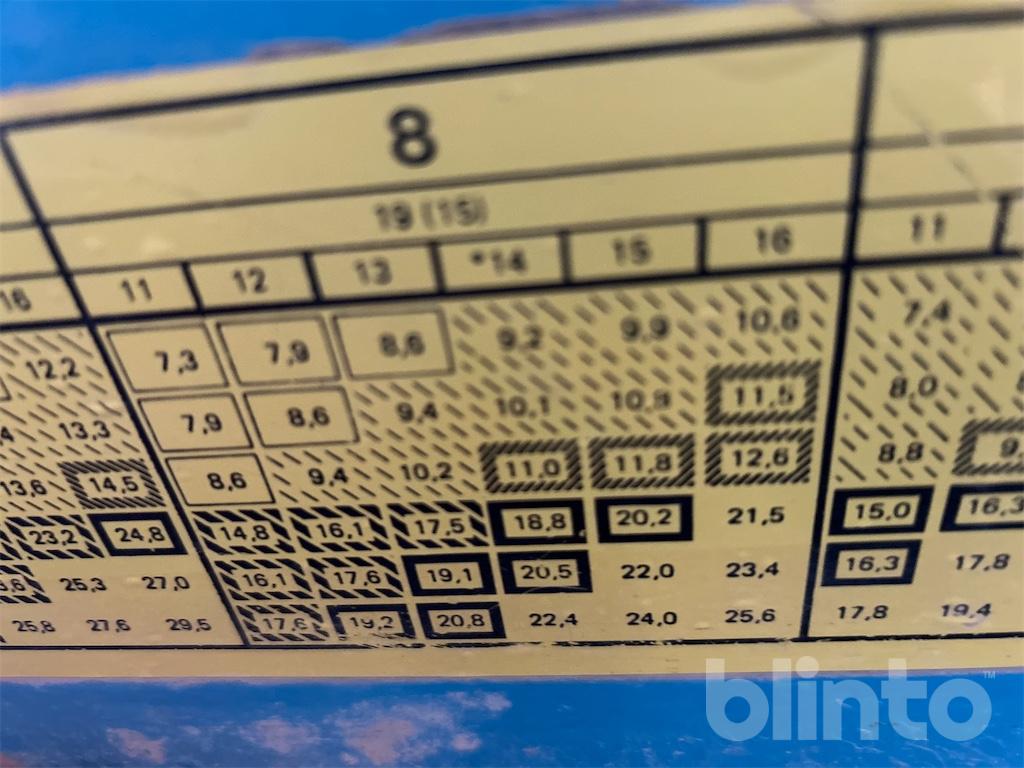 8
19 (15)
16 11 12 13 *14 15 16 11
12,2 7,3 7,9 8,6 9,2 9,9 10,6 7,4
13,3 7,9 8,6 9,4 10,1 10,8 11,5 8,0
13,6 14,5 8,6 9,4 10,2 11,0 11,8 12,6 8,8
23,2 24,8 14,8 16,1 17,5 18,8 20,2 21,5 15,0 16,3
25,3 27,0 16,1 17,6 19,1 20,5 22,0 23,4 16,3 17,8
25,8 27,6 29,5 17,6 19,2 20,8 22,4 24,0 25,6 17,8 19,4
blinto™